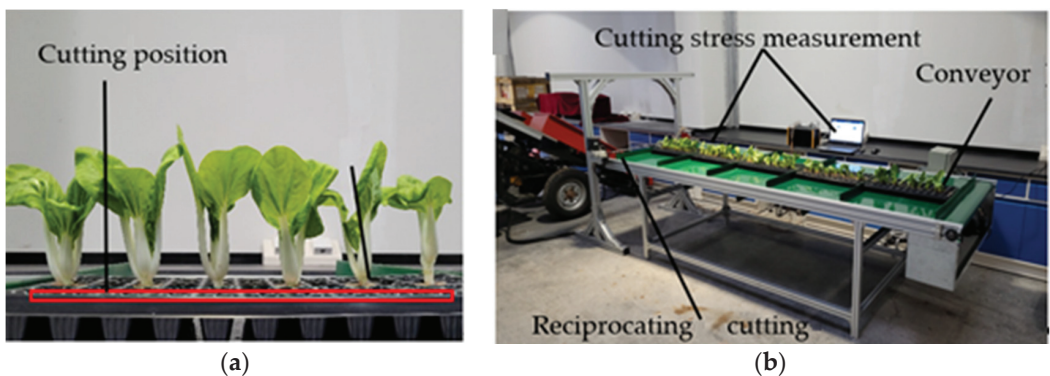 Cutting position
Cutting stress measurement
Conveyor
Reciprocating cutting
(a)
(b)